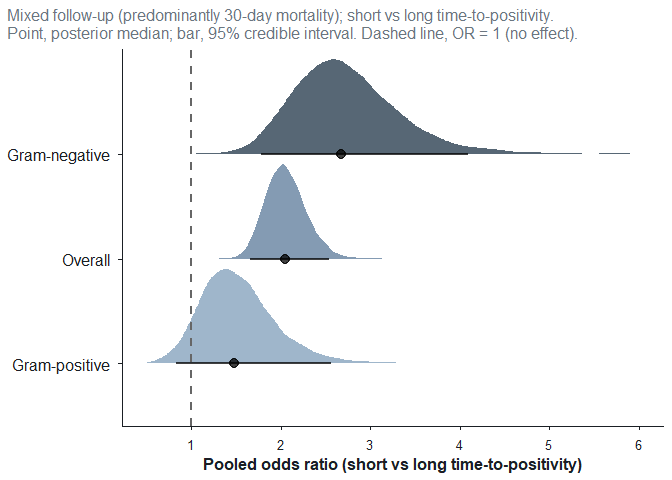 Mixed follow-up (predominantly 30-day mortality); short vs long time-to-positivity.
Point, posterior median; bar, 95% credible interval. Dashed line, OR = 1 (no effect).
Gram-negative
Overall
Gram-positive
1 2 3 4 5 6
Pooled odds ratio (short vs long time-to-positivity)